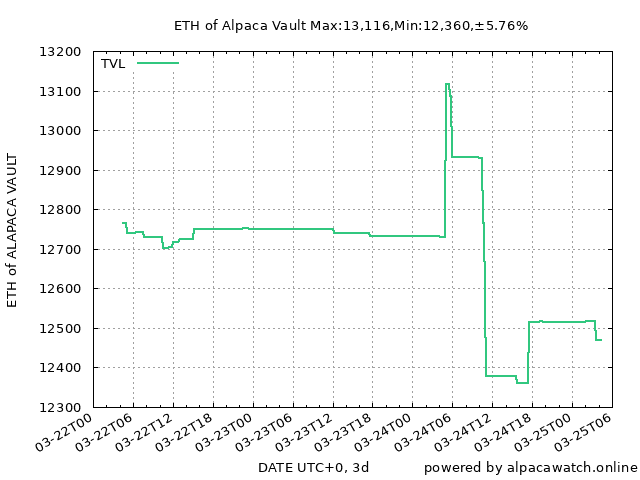 ETH of Alpaca Vault Max:13,116,Min:12,360,±5.76%
TVL
13200
13100
13000
12900
12800
12700
12600
12500
12400
12300
ETH of ALAPACA VAULT
03-22T00
03-22T06
03-22T12
03-22T18
03-23T00
03-23T06
03-23T12
03-23T18
03-24T00
03-24T06
03-24T12
03-24T18
03-25T00
03-25T06
DATE UTC+0, 3d
powered by alpacawatch.online